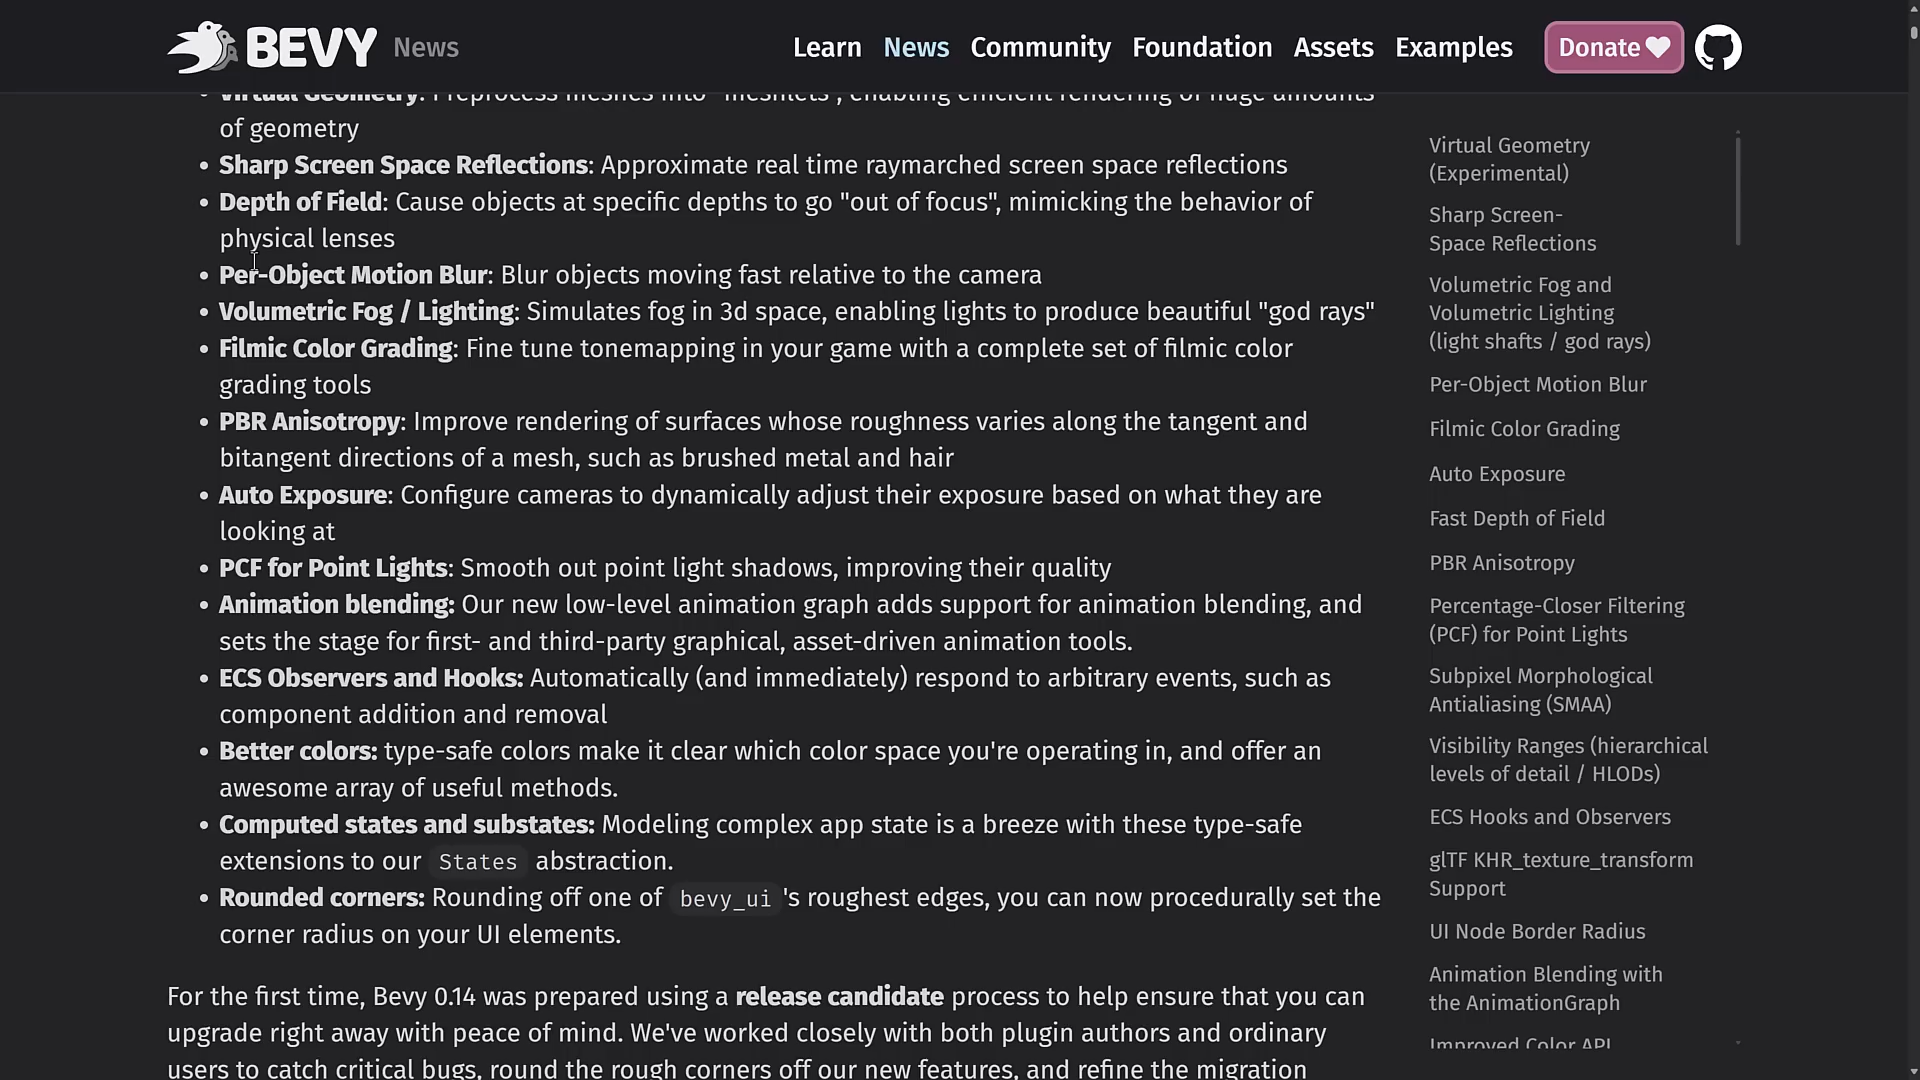 BEVY News
Learn News Community Foundation Assets Examples Donate
Virtual Geometry: Preprocess meshes into "meshlets", enabling efficient rendering of huge amounts
of geometry
• Sharp Screen Space Reflections: Approximate real time raymarched screen space reflections
• Depth of Field: Cause objects at specific depths to go "out of focus", mimicking the behavior of
physical lenses
• Per-Object Motion Blur: Blur objects moving fast relative to the camera
• Volumetric Fog / Lighting: Simulates fog in 3d space, enabling lights to produce beautiful "god rays"
• Filmic Color Grading: Fine tune tonemapping in your game with a complete set of filmic color
grading tools
• PBR Anisotropy: Improve rendering of surfaces whose roughness varies along the tangent and
bitangent directions of a mesh, such as brushed metal and hair
• Auto Exposure: Configure cameras to dynamically adjust their exposure based on what they are
looking at
• PCF for Point Lights: Smooth out point light shadows, improving their quality
• Animation blending: Our new low-level animation graph adds support for animation blending, and
sets the stage for first- and third-party graphical, asset-driven animation tools.
• ECS Observers and Hooks: Automatically (and immediately) respond to arbitrary events, such as
component addition and removal
• Better colors: type-safe colors make it clear which color space you're operating in, and offer an
awesome array of useful methods.
• Computed states and substates: Modeling complex app state is a breeze with these type-safe
extensions to our States abstraction.
• Rounded corners: Rounding off one of bevy_ui's roughest edges, you can now procedurally set the
corner radius on your UI elements.
For the first time, Bevy 0.14 was prepared using a release candidate process to help ensure that you can
upgrade right away with peace of mind. We've worked closely with both plugin authors and ordinary
users to catch critical bugs, round the rough corners off our new features, and refine the migration
Virtual Geometry
(Experimental)
Sharp Screen-
Space Reflections
Volumetric Fog and
Volumetric Lighting
(light shafts / god rays)
Per-Object Motion Blur
Filmic Color Grading
Auto Exposure
Fast Depth of Field
PBR Anisotropy
Percentage-Closer Filtering
(PCF) for Point Lights
Subpixel Morphological
Antialiasing (SMAA)
Visibility Ranges (hierarchical
levels of detail / HLODs)
ECS Hooks and Observers
glTF KHR_texture_transform
Support
UI Node Border Radius
Animation Blending with
the AnimationGraph
Improved Color API